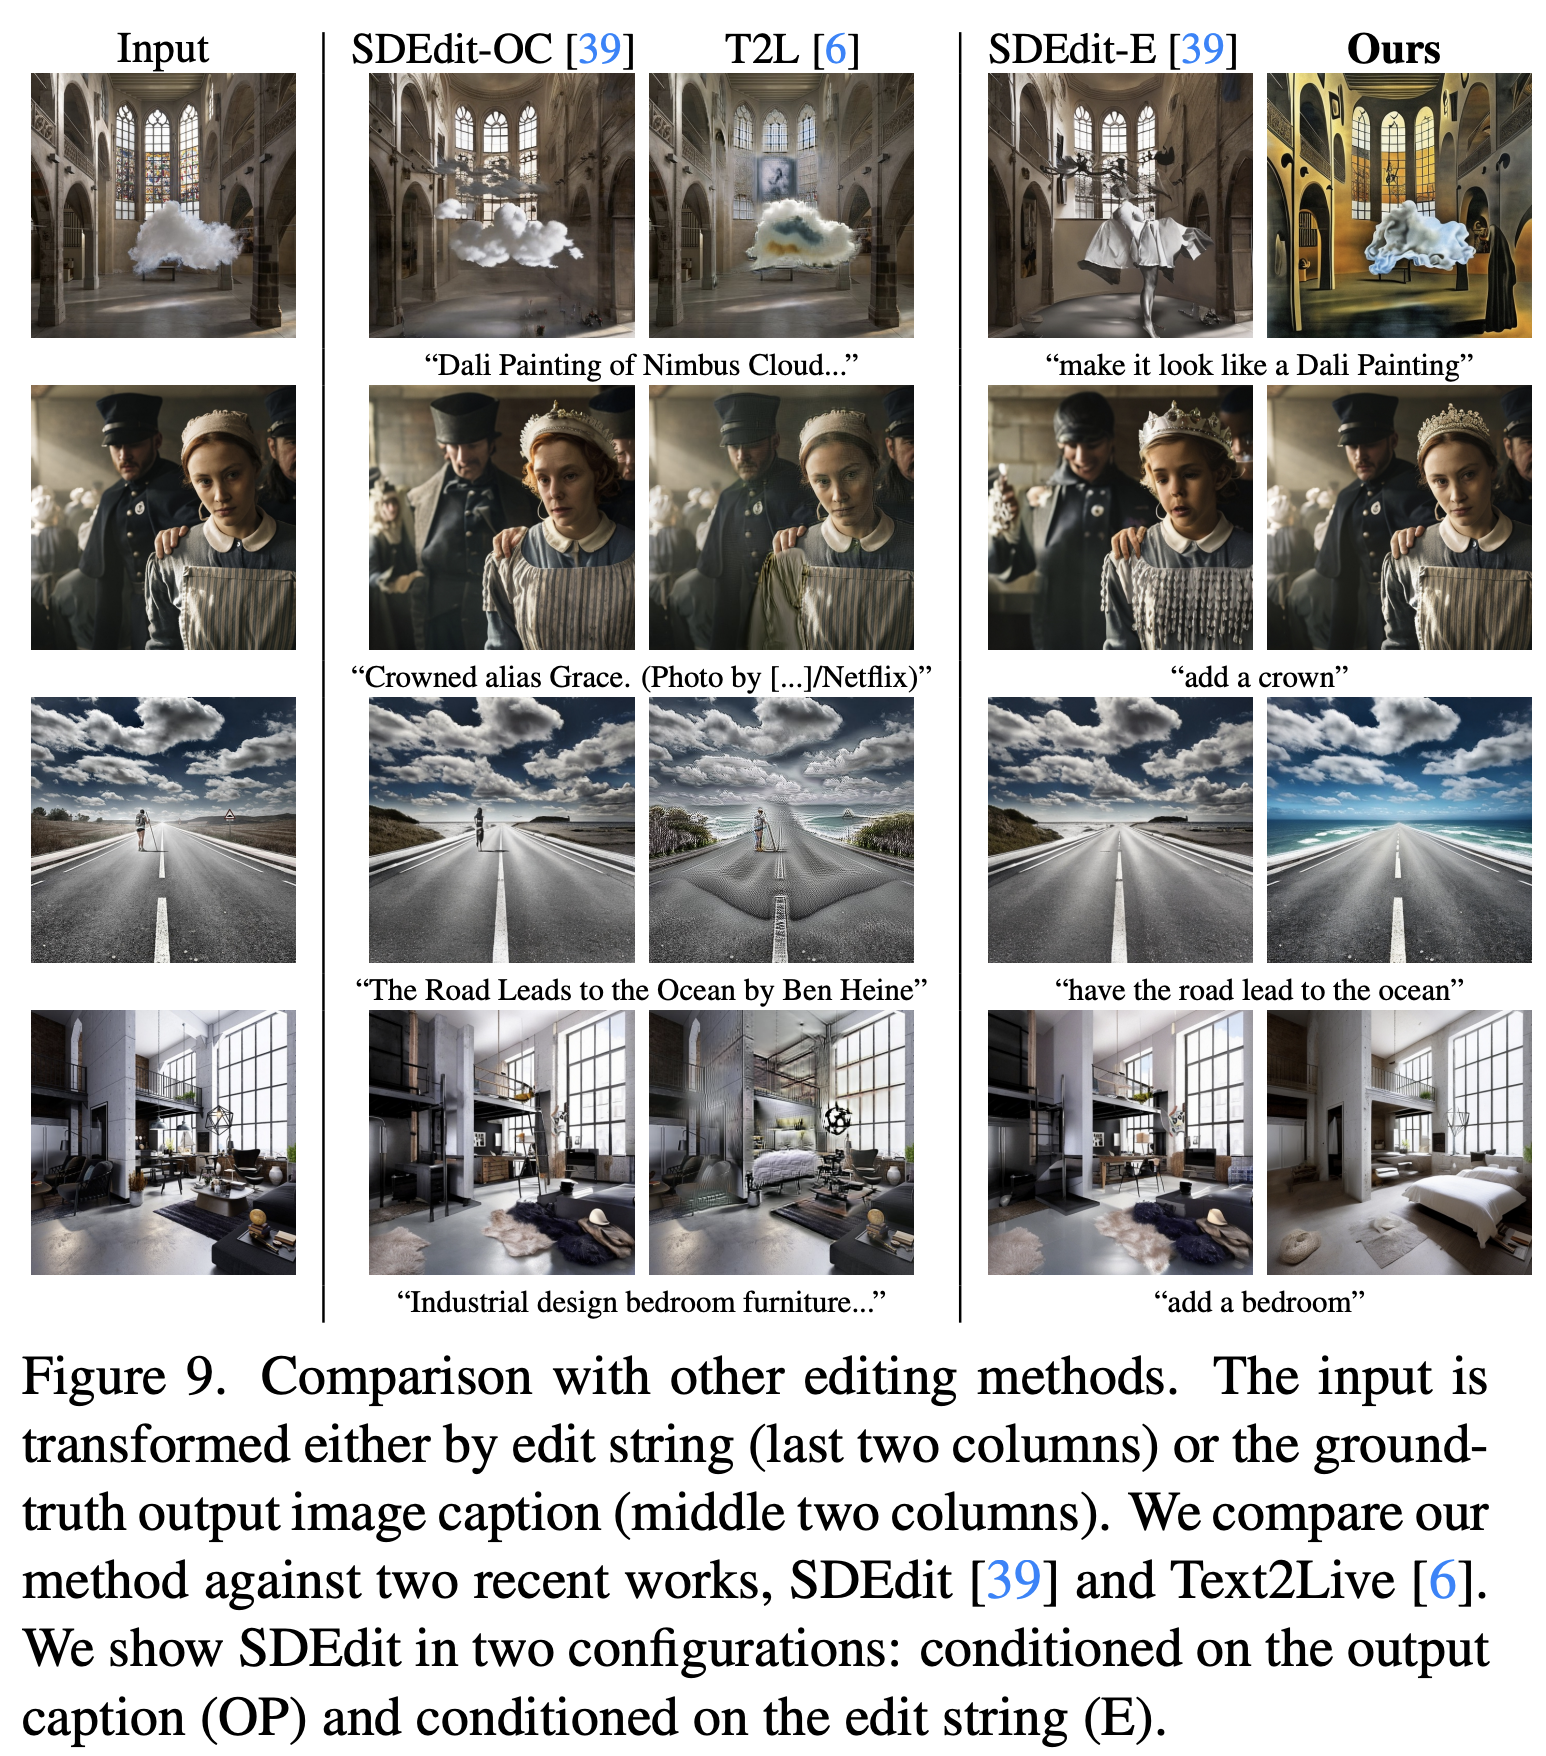 Input
SDEdit-OC [39]
T2L [6]
SDEdit-E [39]
Ours
“Dali Painting of Nimbus Cloud...”
“make it look like a Dali Painting”
“Crowned alias Grace. (Photo by [...]/Netflix)”
“add a crown”
“The Road Leads to the Ocean by Ben Heine”
“have the road lead to the ocean”
“Industrial design bedroom furniture...”
“add a bedroom”
Figure 9. Comparison with other editing methods. The input is
transformed either by edit string (last two columns) or the ground-
truth output image caption (middle two columns). We compare our
method against two recent works, SDEdit [39] and Text2Live [6].
We show SDEdit in two configurations: conditioned on the output
caption (OP) and conditioned on the edit string (E).